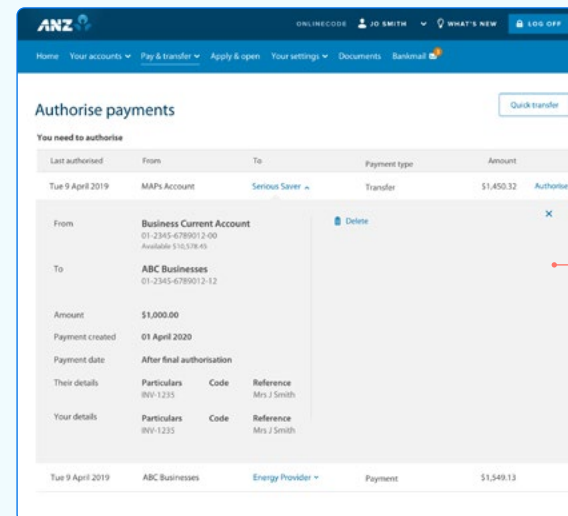 ANZ ONLINECODE JO SMITH WHAT'S NEW LOG OFF
Home Your accounts Pay & transfer Apply & open Your settings Documents Bankmail
Authorise payments Quick transfer
You need to authorise
Last authorised From To Payment type Amount
Tue 9 April 2019 MAPs Account Serious Saver Transfer $1,450.32 Authorise
From Business Current Account Delete
01-2345-6789012-00
Available $10,578.45
To ABC Businesses
01-2345-6789012-12
Amount $1,000.00
Payment created 01 April 2020
Payment date After final authorisation
Their details Particulars Code Reference
INV-1235 Mrs J Smith
Your details Particulars Code Reference
INV-1235 Mrs J Smith
Tue 9 April 2019 ABC Businesses Energy Provider Payment $1,549.13